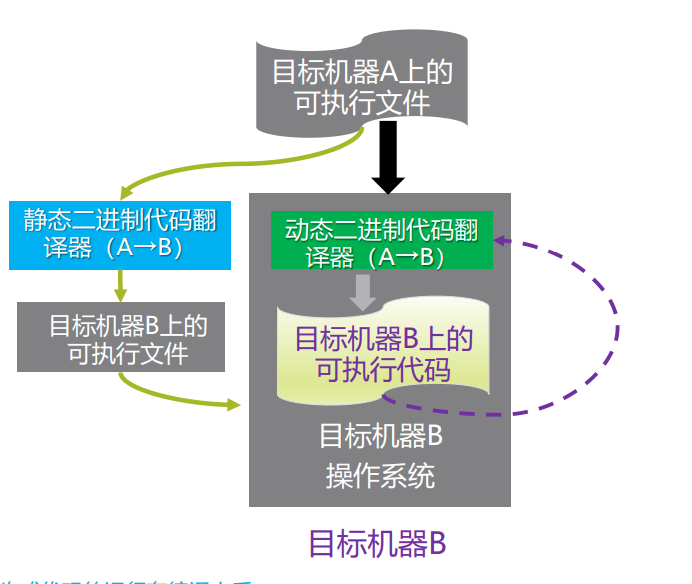 目标机器A上的
可执行文件
静态二进制代码翻
译器（A→B）
动态二进制代码翻
译器（A→B）
目标机器B上的
可执行文件
目标机器B上的
可执行代码
目标机器B
操作系统
目标机器B